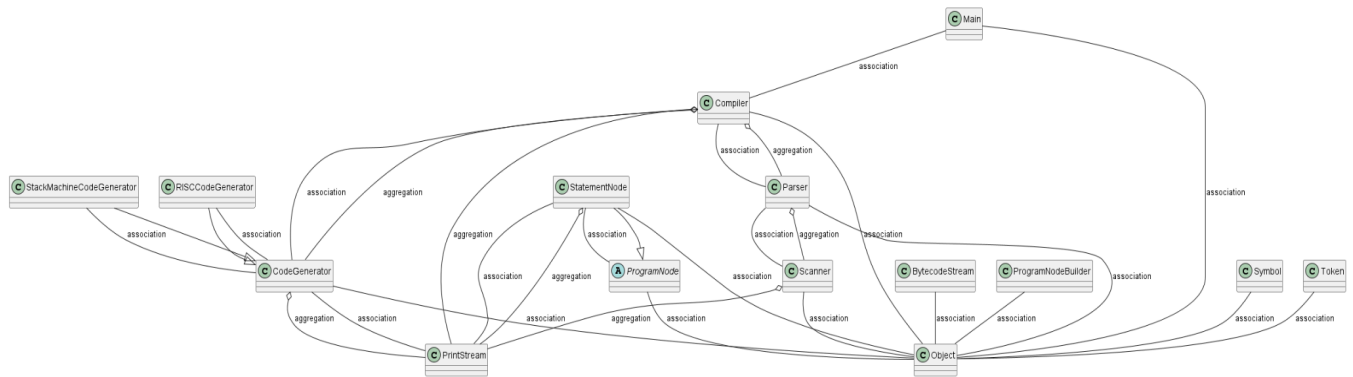 C Main
association
C Compiler
association
aggregation
C StackMachineCodeGenerator
C RISCCodeGenerator
C StatementNode
C Parser
association
aggregation
association
association
association
aggregation
association
association
aggregation
association
C CodeGenerator
A ProgramNode
C Scanner
C BytecodeStream
C ProgramNodeBuilder
C Symbol
C Token
association
aggregation
association
aggregation
association
association
association
aggregation
association
association
association
association
association
association
C PrintStream
C Object